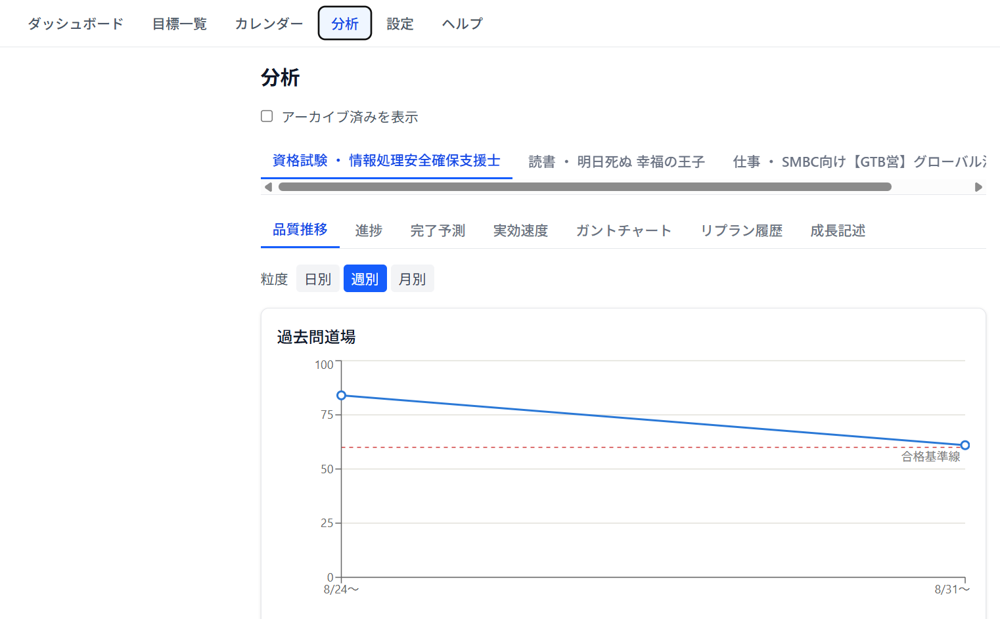 ダッシュボード 目標一覧 カレンダー 分析 設定 ヘルプ
分析
アーカイブ済みを表示
資格試験 ・ 情報処理安全確保支援士 読書 ・ 明日死ぬ 幸福の王子 仕事 ・ SMBC向け【GTB営】グローバル
品質推移 進捗 完了予測 実効速度 ガントチャート リプラン履歴 成長記述
粒度 日別 週別 月別
過去問道場
100
75
合格基準線
50
25
0
8/24～ 8/31～